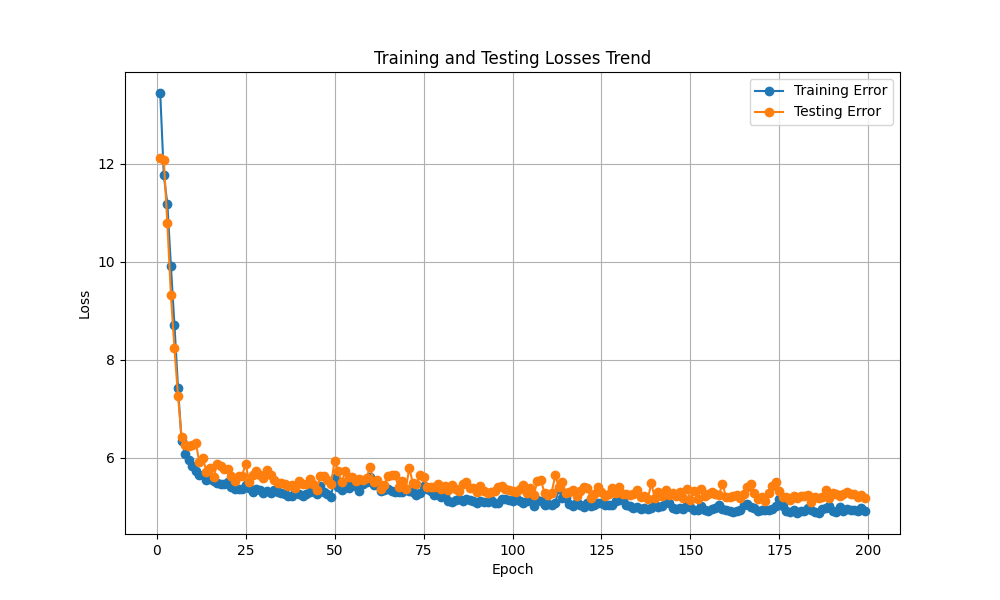 Training and Testing Losses Trend
Training Error
Testing Error
12
10
8
6
Loss
0 25 50 75 100 125 150 175 200
Epoch